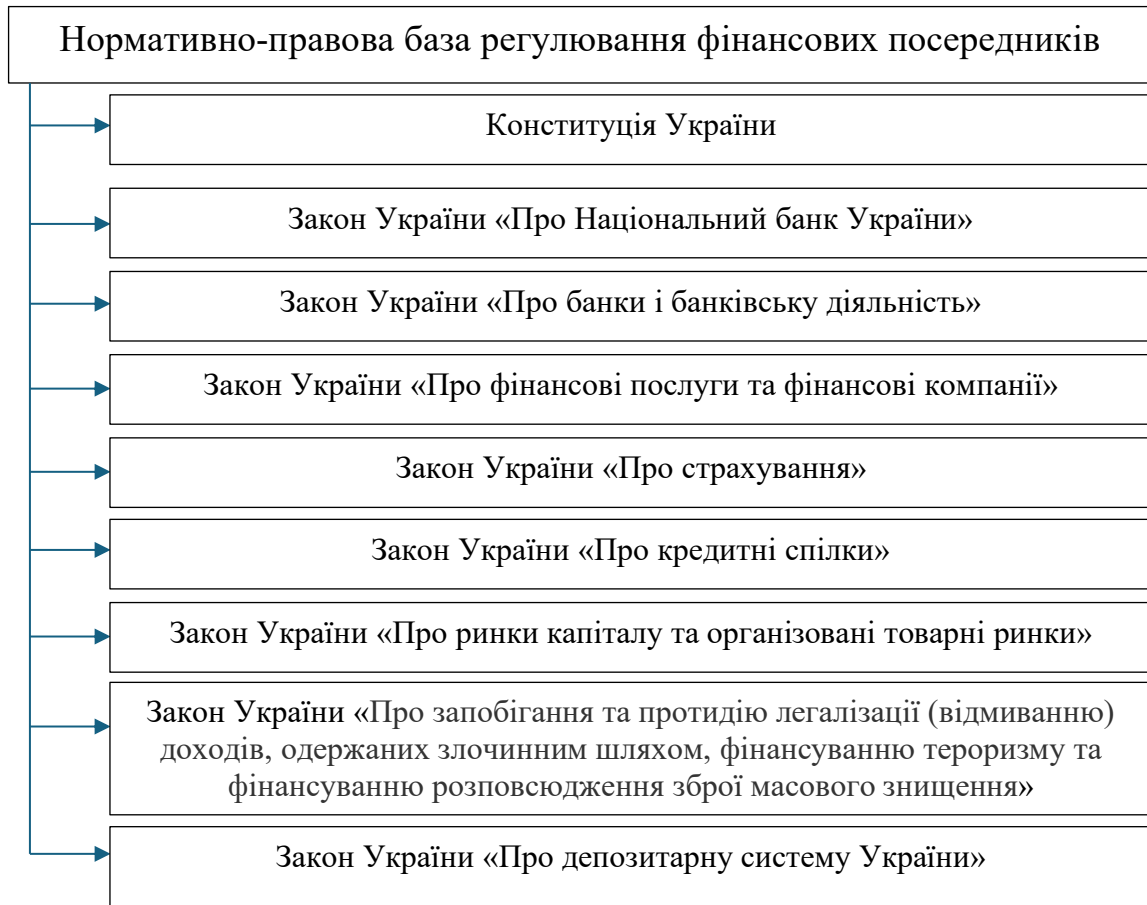 Нормативно-правова база регулювання фінансових посередників
Конституція України
Закон України «Про Національний банк України»
Закон України «Про банки і банківську діяльність»
Закон України «Про фінансові послуги та фінансові компанії»
Закон України «Про страхування»
Закон України «Про кредитні спілки»
Закон України «Про ринки капіталу та організовані товарні ринки»
Закон України «Про запобігання та протидію легалізації (відмиванню)
доходів, одержаних злочинним шляхом, фінансуванню тероризму та
фінансуванню розповсюдження зброї масового знищення»
Закон України «Про депозитарну систему України»